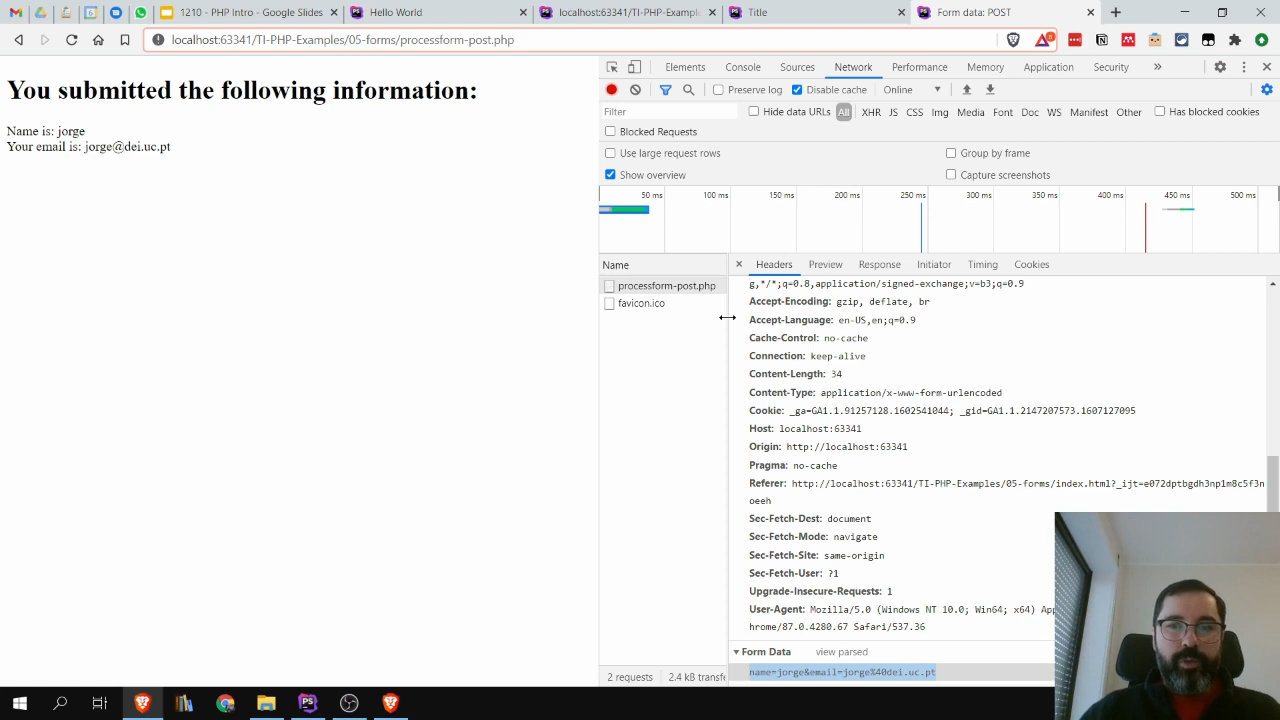 1210 - PHP Intro - Google Slides
Hello World
localhost:63341/TI-PHP-Example
Title
Form data: POST
localhost:63341/TI-PHP-Examples/05-forms/processform-post.php
You submitted the following information:
Name is: jorge
Your email is: jorge@dei.uc.pt
Elements Console Sources Network Performance Memory Application Security
Preserve log Disable cache Online
Filter Hide data URLs All XHR JS CSS Img Media Font Doc WS Manifest Other Has blocked cookies
Blocked Requests
Use large request rows Group by frame
Show overview Capture screenshots
50 ms 100 ms 150 ms 200 ms 250 ms 300 ms 350 ms 400 ms 450 ms 500 ms
Name
processform-post.php
favicon.ico
2 requests 2.4 kB transfe
Headers Preview Response Initiator Timing Cookies
g,*/*;q=0.8,application/signed-exchange;v=b3;q=0.9
Accept-Encoding: gzip, deflate, br
Accept-Language: en-US,en;q=0.9
Cache-Control: no-cache
Connection: keep-alive
Content-Length: 34
Content-Type: application/x-www-form-urlencoded
Cookie: _ga=GA1.1.91257128.1602541044; _gid=GA1.1.2147207573.1607127095
Host: localhost:63341
Origin: http://localhost:63341
Pragma: no-cache
Referer: http://localhost:63341/TI-PHP-Examples/05-forms/index.html?_ijt=e072dptbgdh3np1m8c5f3n
oeeh
Sec-Fetch-Dest: document
Sec-Fetch-Mode: navigate
Sec-Fetch-Site: same-origin
Sec-Fetch-User: ?1
Upgrade-Insecure-Requests: 1
User-Agent: Mozilla/5.0 (Windows NT 10.0; Win64; x64) Ap
hrome/87.0.4280.67 Safari/537.36
Form Data view parsed
name=jorge&email=jorge%40dei.uc.pt